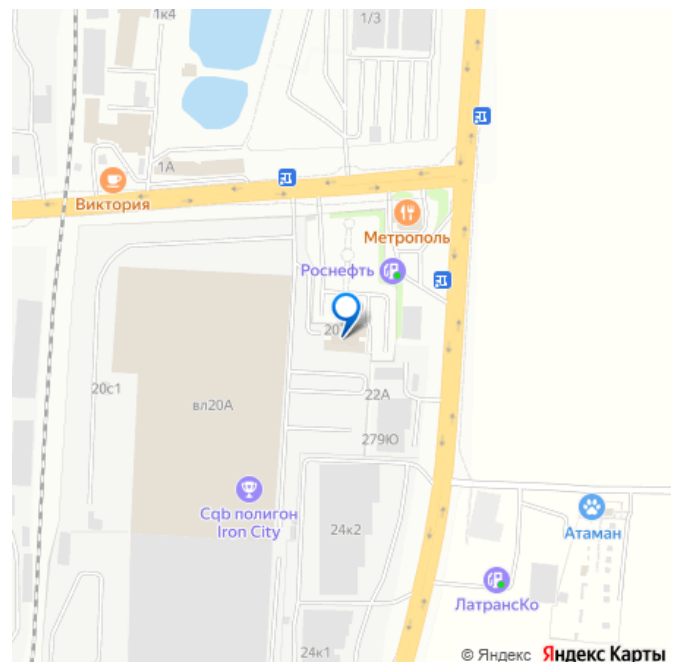 1к4
1/3
1А
Виктория
Метрополь
Роснефть
20с1
вл20А
22А
279Ю
Cqb полигон
Iron City
24к2
Атаман
ЛатрансКо
24к1
© Яндекс Яндекс Карты